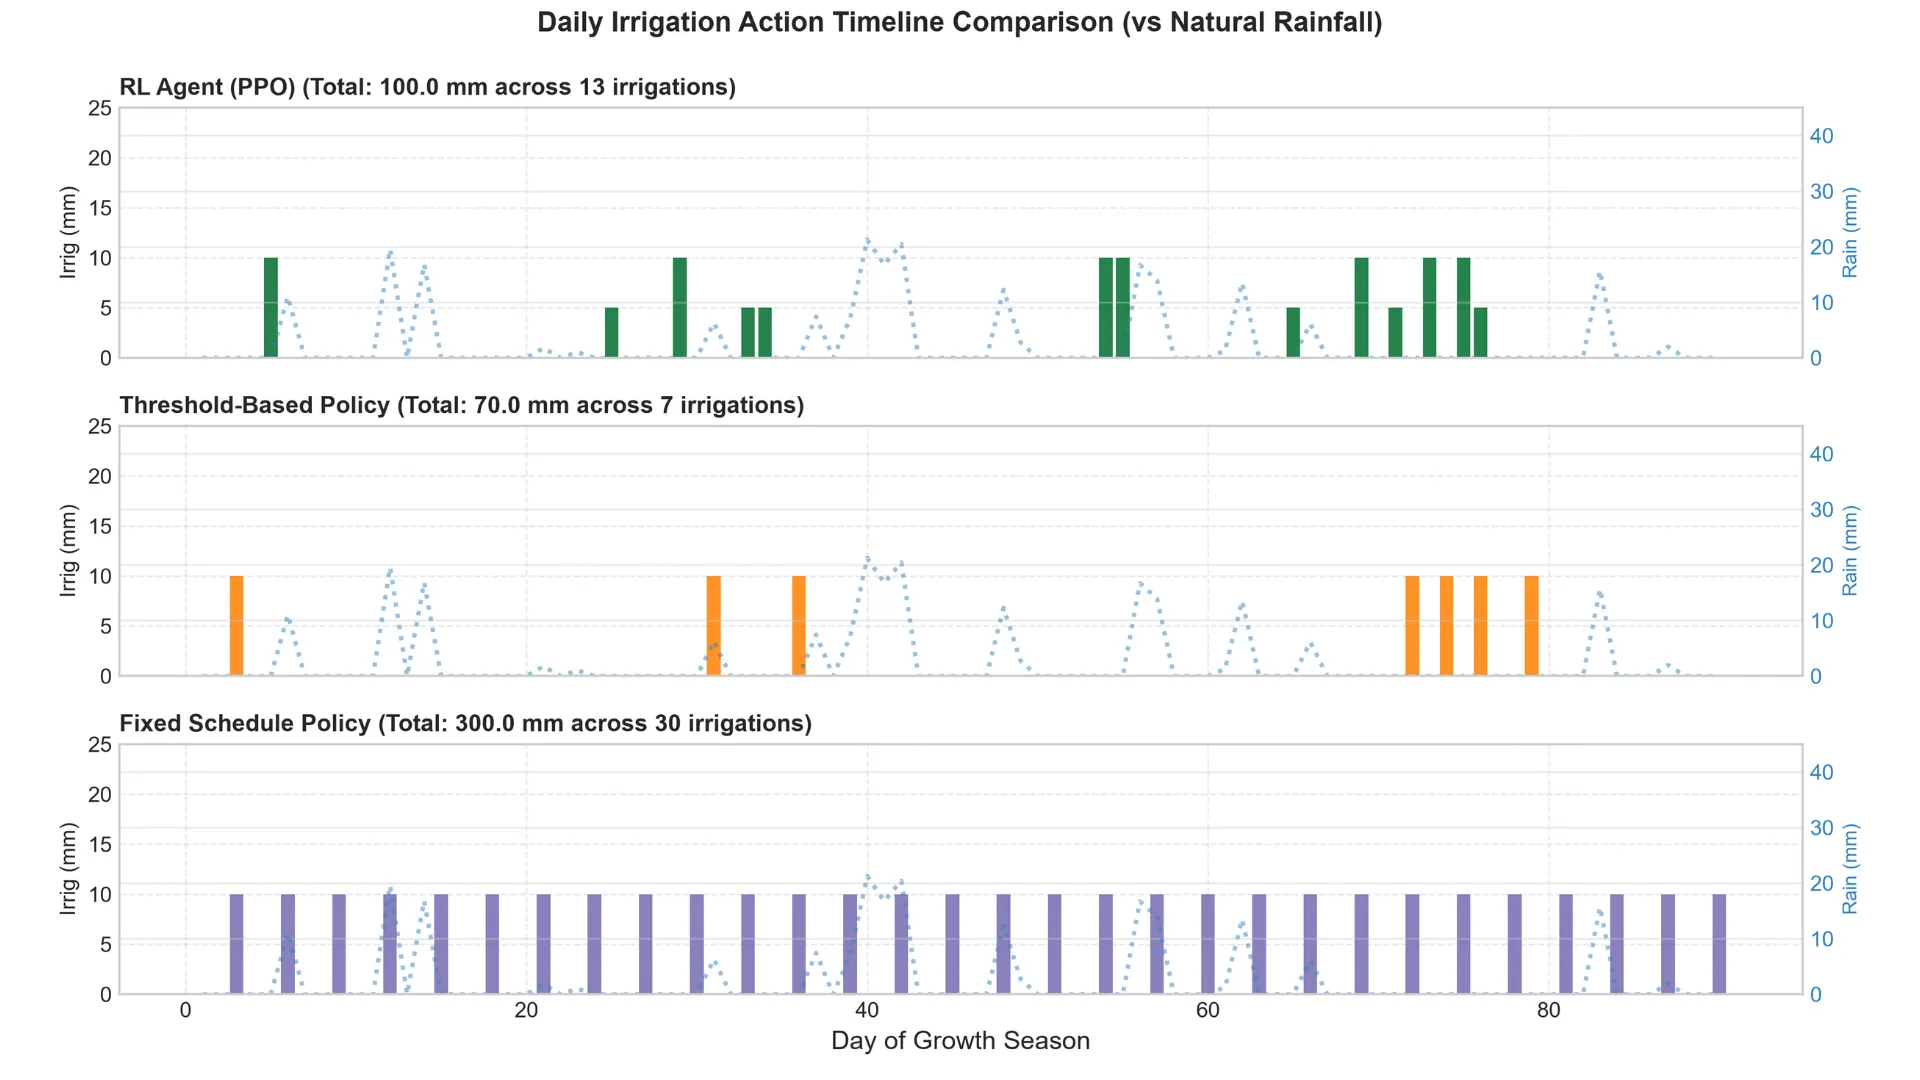 Daily Irrigation Action Timeline Comparison (vs Natural Rainfall)
RL Agent (PPO) (Total: 100.0 mm across 13 irrigations)
25
20
15
10
5
0
Irrig (mm)
40
30
20
10
0
Rain (mm)
Threshold-Based Policy (Total: 70.0 mm across 7 irrigations)
25
20
15
10
5
0
Irrig (mm)
40
30
20
10
0
Rain (mm)
Fixed Schedule Policy (Total: 300.0 mm across 30 irrigations)
25
20
15
10
5
0
Irrig (mm)
40
30
20
10
0
Rain (mm)
0 20 40 60 80
Day of Growth Season